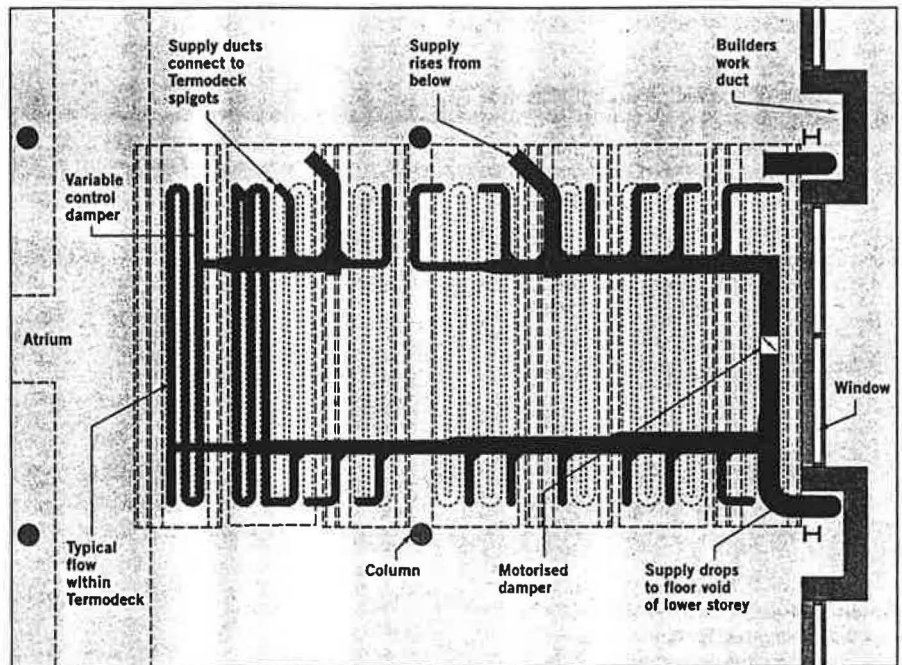 Supply ducts
connect to
Termodeck
spigots
Supply
rises from
below
Builders
work
duct
Variable
control
damper
Atrium
Window
Typical
flow
within
Termodeck
Column
Motorised
damper
Supply drops
to floor void
of lower storey